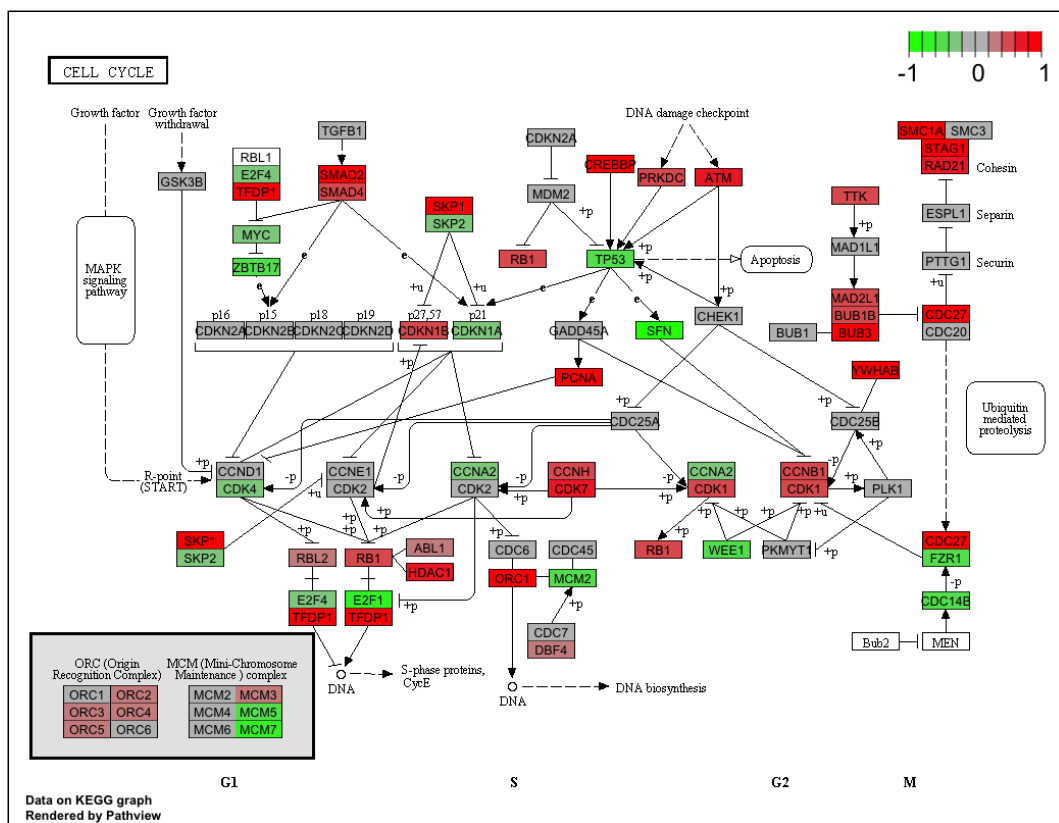 -1 0 1
CELL CYCLE
Growth factor
Growth factor
withdrawal
TGFB1
CDKN2A
DNA damage checkpoint
SMC1A SMC3
STAG1
RAD21
Cohesin
RBL1
E2F4
TFDP1
GSK3B
SMAD2
SMAD4
CREBBP
PRKDC
ATM
MDM2
TTK
SKP1
SKP2
+p
+p
ESPL1
Separin
MYC
RB1
MAD1L1
MAPK
signaling
pathway
ZBTB17
e
e
TP53
+p
+p
Apoptosis
PTTG1
Securin
+u
+u
e
e
e
+p
+u
p16
p15
p18
p19
p27,57
p21
MAD2L1
BUB1B
BUB3
CDKN2A
CDKN2B
CDKN2C
CDKN2D
CDKN1B
CDKN1A
GADD45A
SFN
CHEK1
BUB1
CDC27
CDC20
+p
PCNA
YWHAB
+p
+p
CDC25A
CDC25B
Ubiquitin
mediated
proteolysis
R-point
(START)
+p
CCND1
CDK4
-p
CCNE1
CDK2
-p
CCNA2
CDK2
-p
+p
CCNH
CDK7
-p
+p
CCNA2
CDK1
CCNB1
CDK1
-p
+p
+p
PLK1
+u
+p
+p
+p
+p
+p
+p
+p
+p
+u
SKP1
SKP2
RBL2
RB1
ABL1
HDAC1
CDC6
CDC45
RB1
WEE1
PKMYT1
+p
CDC27
FZR1
ORC1
MCM2
-p
E2F4
TFDP1
E2F1
TFDP1
+p
+p
CDC14B
CDC7
DBF4
Bub2
MEN
DNA
S-phase proteins,
CycE
DNA
DNA biosynthesis
ORC (Origin
Recognition Complex)
MCM (Mini-Chromosome
Maintenance ) complex
ORC1 ORC2 MCM2 MCM3
ORC3 ORC4 MCM4 MCM5
ORC5 ORC6 MCM6 MCM7
G1 S G2 M
Data on KEGG graph
Rendered by Pathview